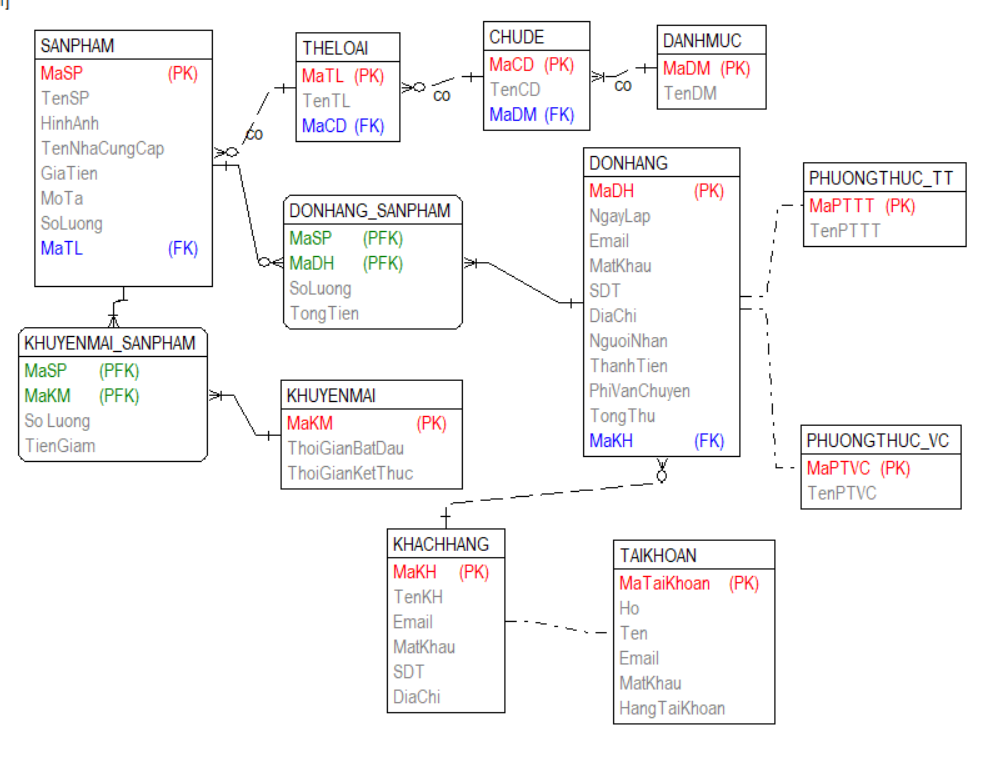 SANPHAM
MaSP (PK)
TenSP
HinhAnh
TenNhaCungCap
GiaTien
MoTa
SoLuong
MaTL (FK)
THELOAI
MaTL (PK)
TenTL
MaCD (FK)
CHUDE
MaCD (PK)
TenCD
MaDM (FK)
DANHMUC
MaDM (PK)
TenDM
co
co
co
DONHANG_SANPHAM
MaSP (PFK)
MaDH (PFK)
SoLuong
TongTien
DONHANG
MaDH (PK)
NgayLap
Email
MatKhau
SDT
DiaChi
NguoiNhan
ThanhTien
PhiVanChuyen
TongThu
MaKH (FK)
PHUONGTHUC_TT
MaPTTT (PK)
TenPTTT
KHUYENMAI_SANPHAM
MaSP (PFK)
MaKM (PFK)
So Luong
TienGiam
KHUYENMAI
MaKM (PK)
ThoiGianBatDau
ThoiGianKetThuc
PHUONGTHUC_VC
MaPTVC (PK)
TenPTVC
KHACHHANG
MaKH (PK)
TenKH
Email
MatKhau
SDT
DiaChi
TAIKHOAN
MaTaiKhoan (PK)
Ho
Ten
Email
MatKhau
HangTaiKhoan